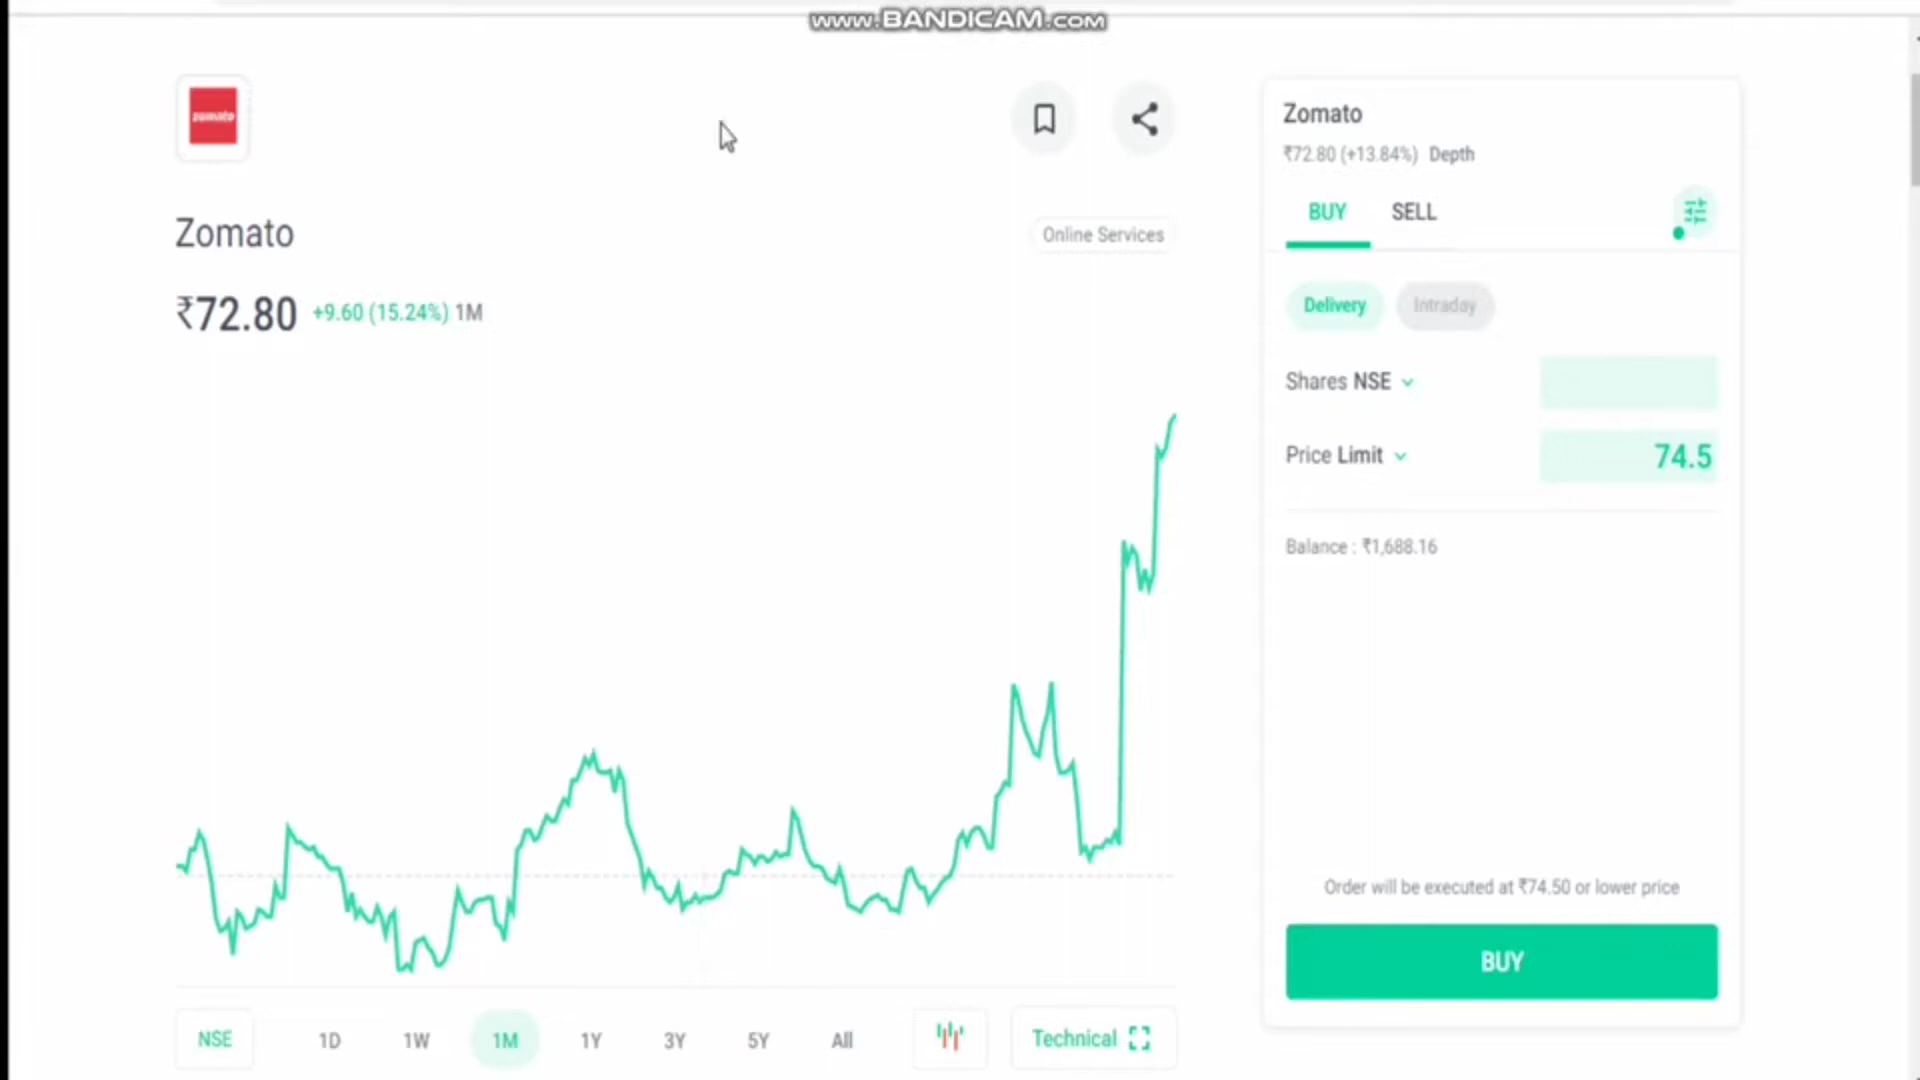 www.BANDICAM.com
zomato
Zomato
Online Services
₹72.80 +9.60 (15.24%) 1M
NSE 1D 1W 1M 1Y 3Y 5Y All Technical
Zomato
₹72.80 (+13.84%) Depth
BUY SELL
Delivery Intraday
Shares NSE
Price Limit 74.5
Balance : ₹1,688.16
Order will be executed at ₹74.50 or lower price
BUY